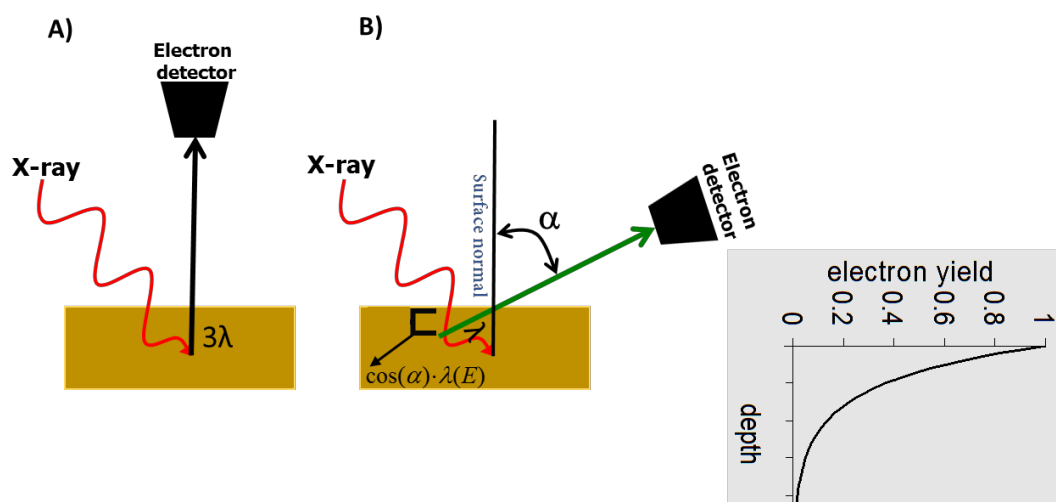 A)
Electron
detector
X-ray
3λ
B)
X-ray
Surface normal
α
Electron
detector
λ
cos(α)·λ(E)
electron yield
0
0.2
0.4
0.6
0.8
1
depth